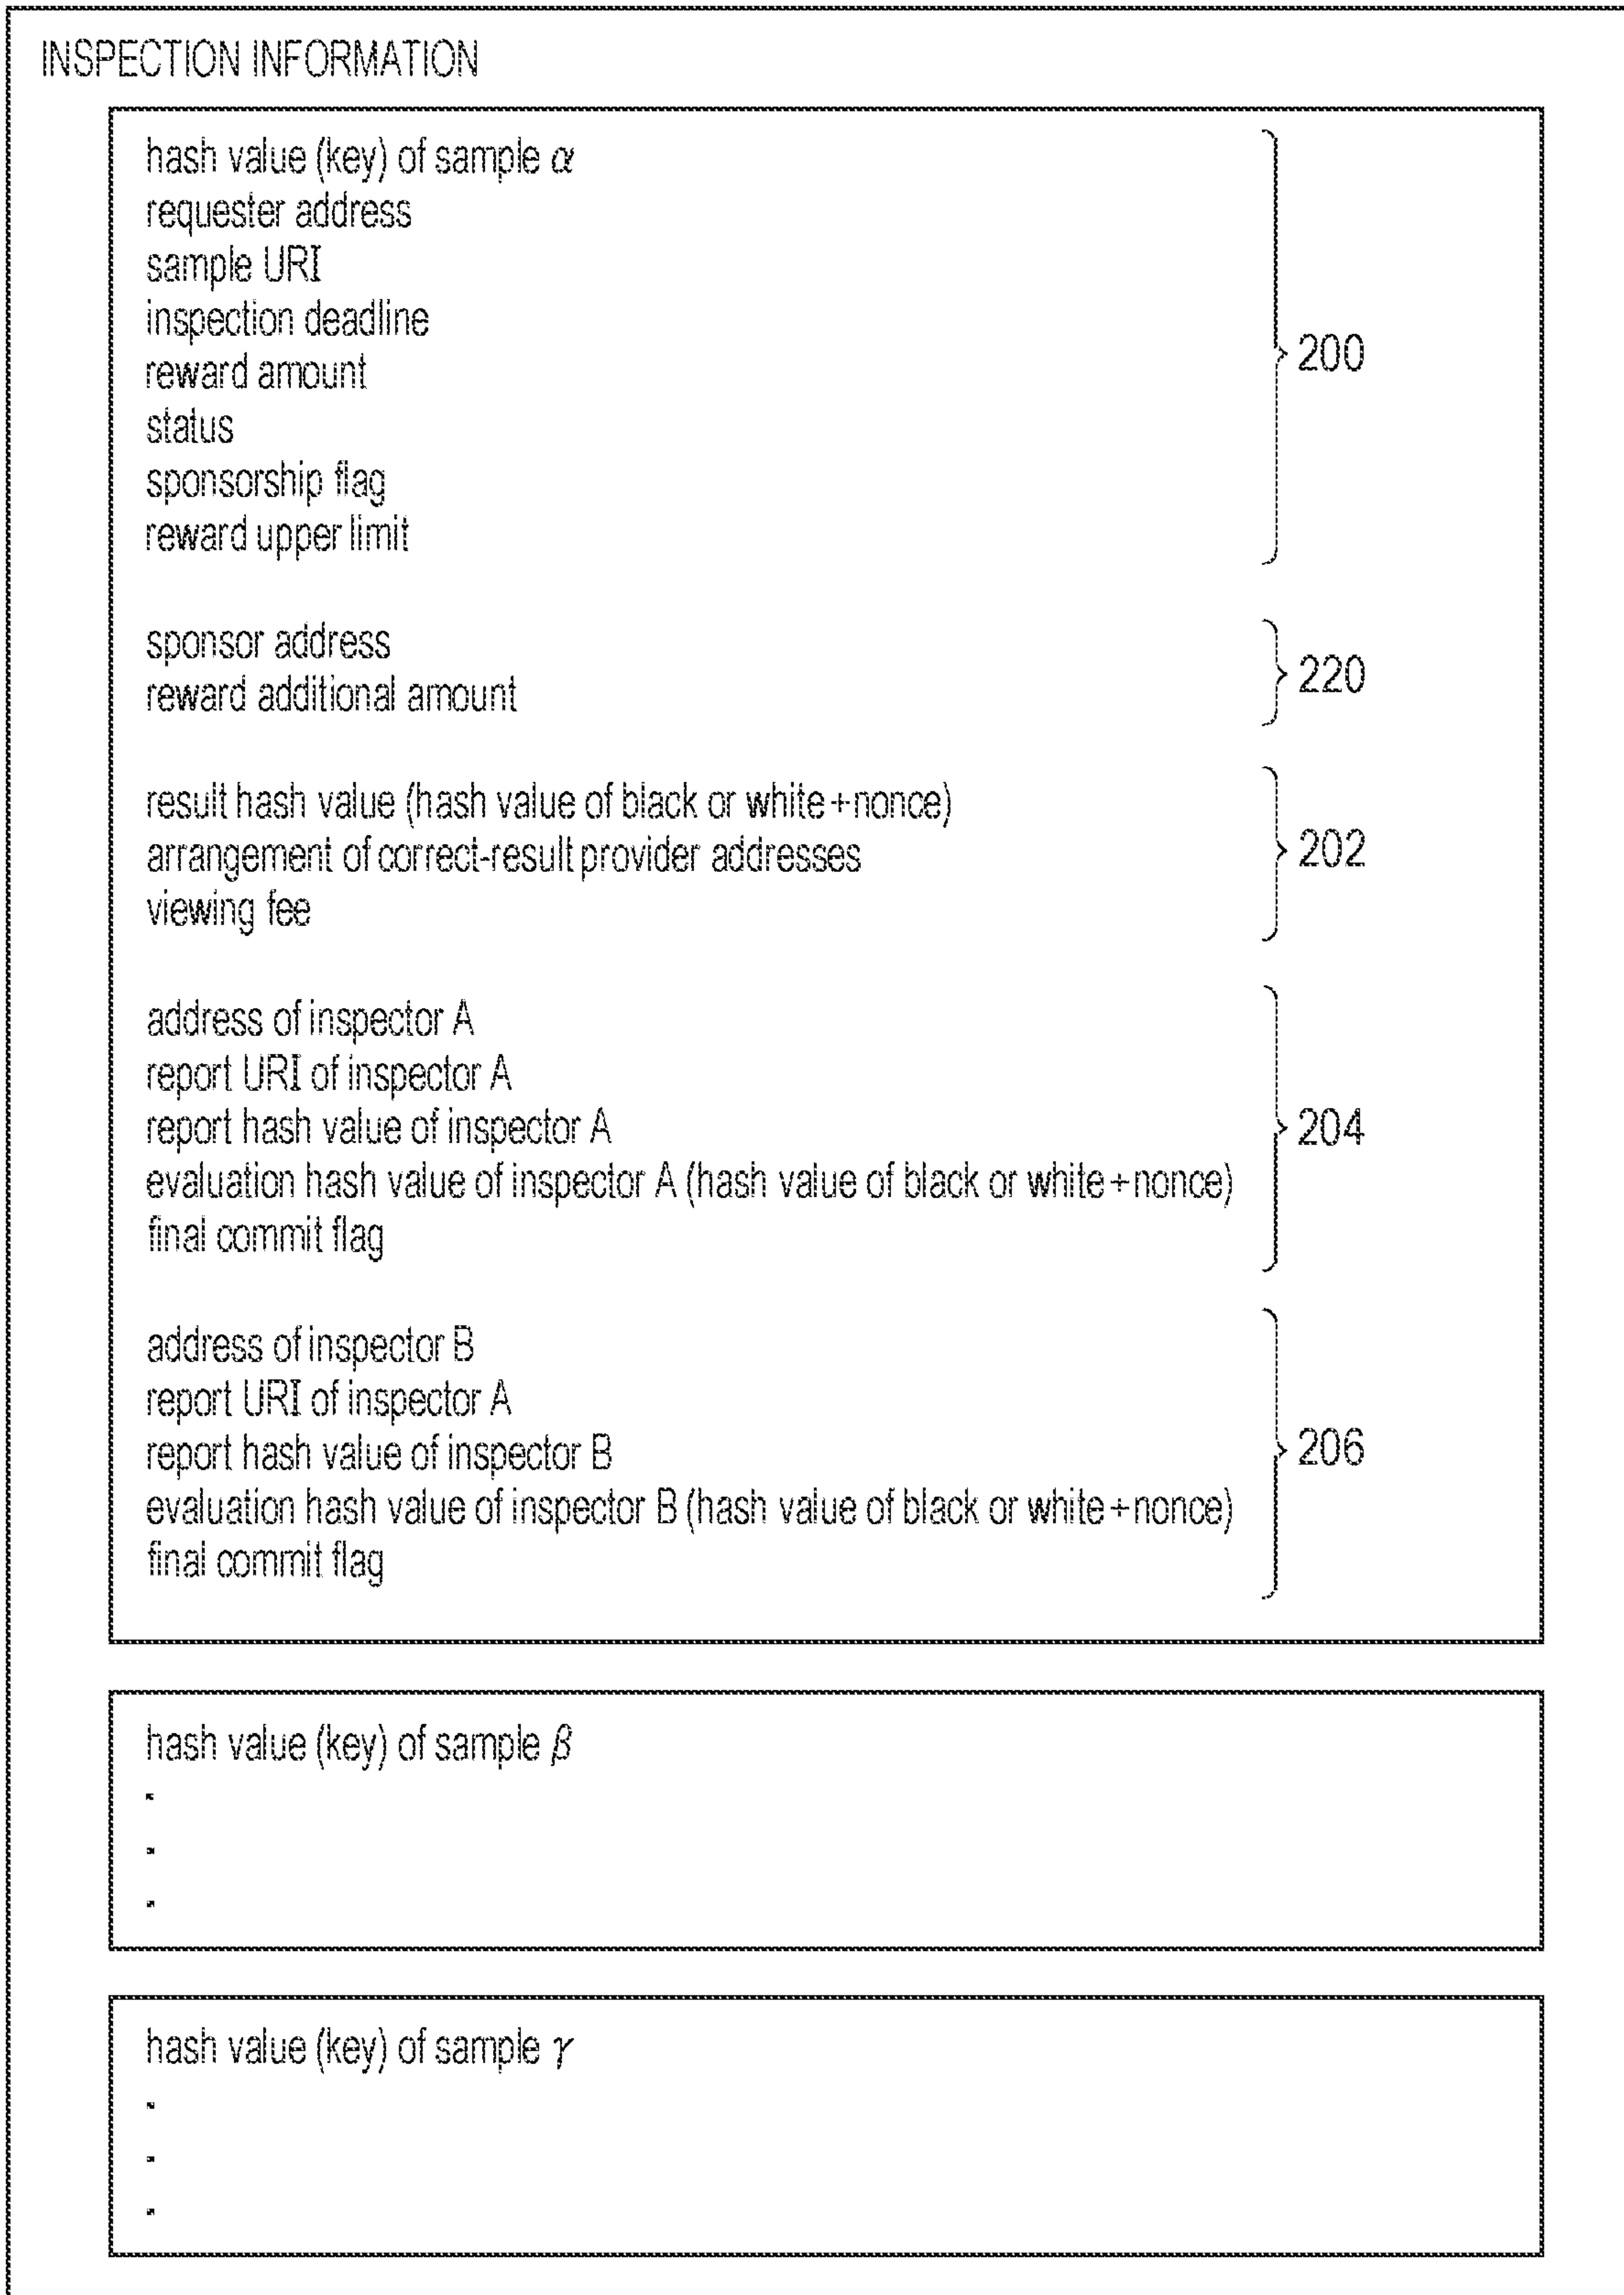 INSPECTION INFORMATION
hash value (key) of sample α
requester address
sample URI
inspection deadline
reward amount
status
sponsorship flag
reward upper limit
200
sponsor address
reward additional amount
220
result hash value (hash value of black or white+nonce)
arrangement of correct-result provider addresses
viewing fee
202
address of inspector A
report URI of inspector A
report hash value of inspector A
evaluation hash value of inspector A (hash value of black or white+nonce)
final commit flag
204
address of inspector B
report URI of inspector A
report hash value of inspector B
evaluation hash value of inspector B (hash value of black or white+nonce)
final commit flag
206
hash value (key) of sample β
.
.
.
hash value (key) of sample γ
.
.
.